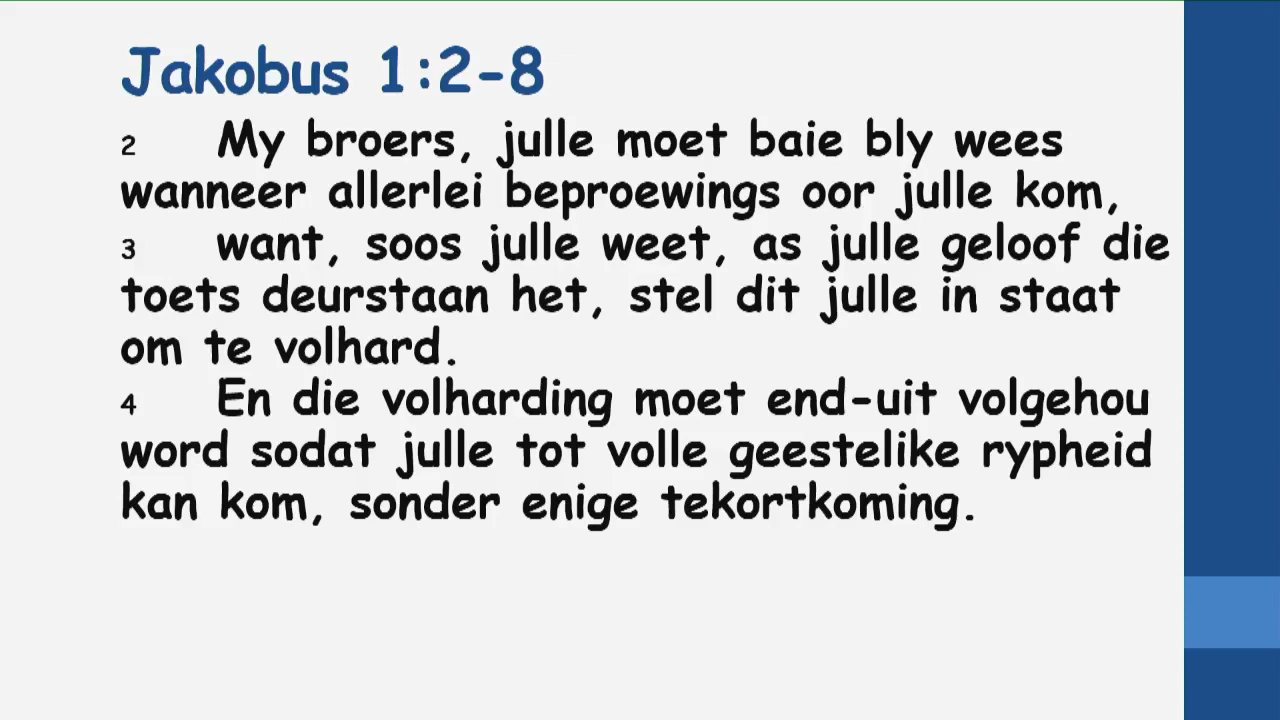 Jakobus 1:2-8
2 My broers, julle moet baie bly wees
wanneer allerlei beproewings oor julle kom,
3 want, soos julle weet, as julle geloof die
toets deurstaan het, stel dit julle in staat
om te volhard.
4 En die volharding moet end-uit volgehou
word sodat julle tot volle geestelike rypheid
kan kom, sonder enige tekortkoming.